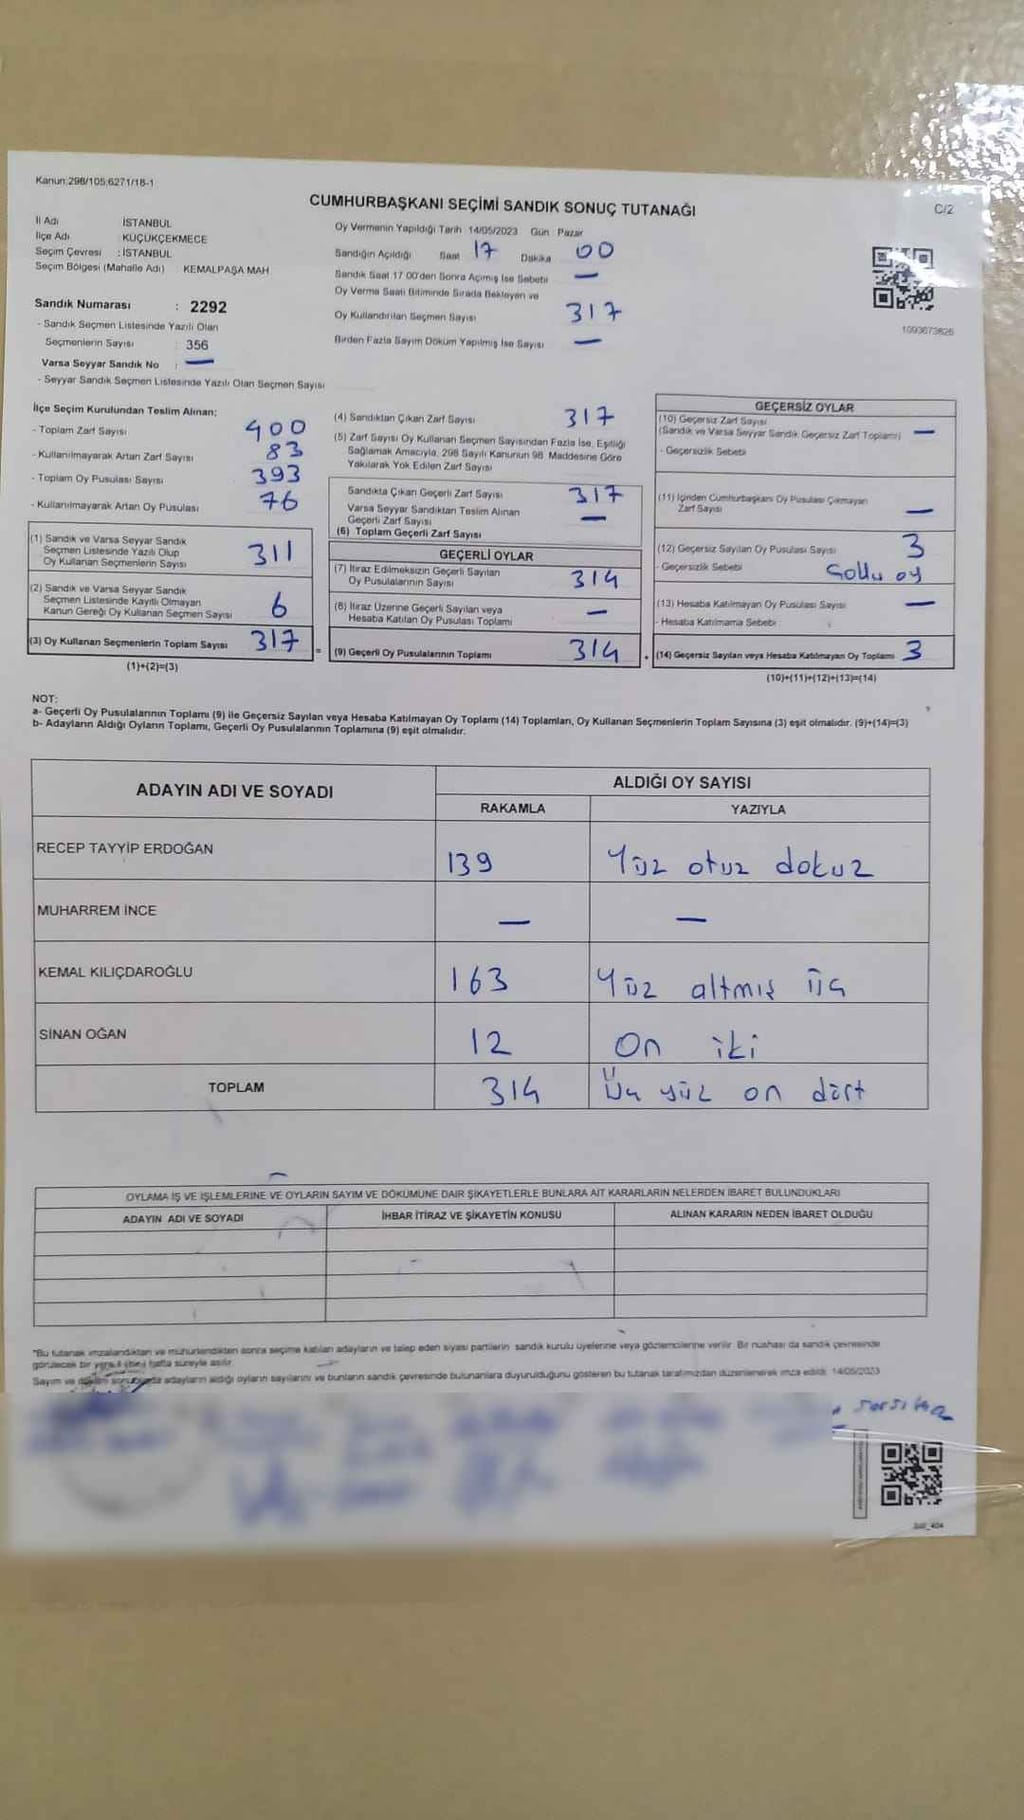 Kanun:298/105;6271/18-1
CUMHURBAŞKANI SEÇİMİ SANDIK SONUÇ TUTANAĞI
C/2
İl Adı İSTANBUL
İlçe Adı KÜÇÜKÇEKMECE
Seçim Çevresi : İSTANBUL
Seçim Bölgesi (Mahalle Adı) KEMALPAŞA MAH
Oy Vermenin Yapıldığı Tarih 14/05/2023 Gün Pazar
Sandığın Açıldığı Saat 17 Dakika 00
Sandık Saat 17 00'den Sonra Açımış İse Sebebi —
Oy Verme Saati Bitiminde Sırada Bekleyen ve
Oy Kullandırılan Seçmen Sayısı 317
Birden Fazla Sayım Döküm Yapılmış İse Sayısı —
1093673826
Sandık Numarası : 2292
- Sandık Seçmen Listesinde Yazılı Olan
Seçmenlerin Sayısı : 356
Varsa Seyyar Sandık No : —
- Seyyar Sandık Seçmen Listesinde Yazılı Olan Seçmen Sayısı
İlçe Seçim Kurulundan Teslim Alınan;
- Toplam Zarf Sayısı 400
- Kullanılmayarak Artan Zarf Sayısı 83
- Toplam Oy Pusulası Sayısı 393
- Kullanılmayarak Artan Oy Pusulası 76
(1) Sandık ve Varsa Seyyar Sandık
Seçmen Listesinde Yazılı Olup
Oy Kullanan Seçmenlerin Sayısı 311
(2) Sandık ve Varsa Seyyar Sandık
Seçmen Listesinde Kayıtlı Olmayan
Kanun Gereği Oy Kullanan Seçmen Sayısı 6
(3) Oy Kullanan Seçmenlerin Toplam Sayısı 317 =
(1)+(2)=(3)
(4) Sandıktan Çıkan Zarf Sayısı 317
(5) Zarf Sayısı Oy Kullanan Seçmen Sayısından Fazla İse, Eşitliği
Sağlamak Amacıyla, 298 Sayılı Kanunun 98. Maddesine Göre
Yakılarak Yok Edilen Zarf Sayısı
Sandıkta Çıkan Geçerli Zarf Sayısı 317
Varsa Seyyar Sandıktan Teslim Alınan
Geçerli Zarf Sayısı —
(6) Toplam Geçerli Zarf Sayısı
GEÇERLİ OYLAR
(7) İtiraz Edilmeksizin Geçerli Sayılan
Oy Pusulalarının Sayısı 314
(8) İtiraz Üzerine Geçerli Sayılan veya
Hesaba Katılan Oy Pusulası Toplamı —
(9) Geçerli Oy Pusulalarının Toplamı 314
GEÇERSİZ OYLAR
(10) Geçersiz Zarf Sayısı
(Sandık ve Varsa Seyyar Sandık Geçersiz Zarf Toplamı) —
- Geçersizlik Sebebi
(11) İçinden Cumhurbaşkanı Oy Pusulası Çıkmayan
Zarf Sayısı —
(12) Geçersiz Sayılan Oy Pusulası Sayısı 3
- Geçersizlik Sebebi oy
(13) Hesaba Katılmayan Oy Pusulası Sayısı —
- Hesaba Katılmama Sebebi :
(14) Geçersiz Sayılan veya Hesaba Katılmayan Oy Toplamı 3
(10)+(11)+(12)+(13)=(14)
NOT:
a- Geçerli Oy Pusulalarının Toplamı (9) ile Geçersiz Sayılan veya Hesaba Katılmayan Oy Toplamı (14) Toplamları, Oy Kullanan Seçmenlerin Toplam Sayısına (3) eşit olmalıdır. (9)+(14)=(3)
b- Adayların Aldığı Oyların Toplamı, Geçerli Oy Pusulalarının Toplamına (9) eşit olmalıdır.
ADAYIN ADI VE SOYADI
ALDIĞI OY SAYISI
RAKAMLA YAZIYLA
RECEP TAYYİP ERDOĞAN 139 Yüz otuz dokuz
MUHARREM İNCE — —
KEMAL KILIÇDAROĞLU 163 Yüz altmış üç
SİNAN OĞAN 12 On iki
TOPLAM 314 Üç yüz on dört
OYLAMA İŞ VE İŞLEMLERİNE VE OYLARIN SAYIM VE DÖKÜMÜNE DAİR ŞİKAYETLERLE BUNLARA AİT KARARLARIN NELERDEN İBARET BULUNDUKLARI
ADAYIN ADI VE SOYADI İHBAR İTİRAZ VE ŞİKAYETİN KONUSU ALINAN KARARIN NEDEN İBARET OLDUĞU
"Bu tutanak imzalandıktan ve mühürlendikten sonra seçime katılan adayların ve talep eden siyasi partilerin sandık kurulu üyelerine veya gözlemcilerine verilir. Bir nüshası da sandık çevresinde
görülecek bir yere 1 (bir) hafta süreyle asılır.
Sayım ve döküm sonucunda adayların aldığı oyların sayılarını ve bunların sandık çevresinde bulunanlara duyurulduğunu gösteren bu tutanak tarafımızdan düzenlenerek imza edildi. 14/05/2023